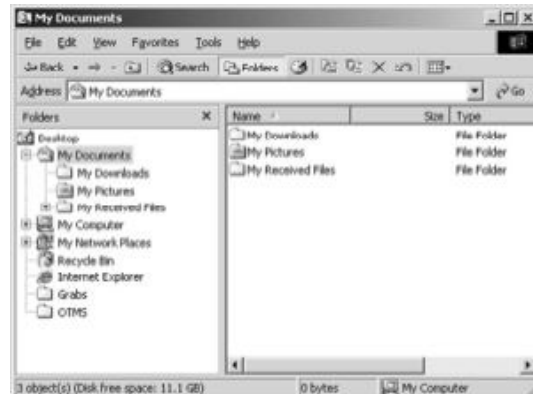 My Documents
File Edit View Favorites Tools Help
Back Search Folders
Address My Documents Go
Folders Name Size Type
Desktop My Downloads File Folder
My Documents My Pictures File Folder
My Downloads My Received Files File Folder
My Pictures
My Received Files
My Computer
My Network Places
Recycle Bin
Internet Explorer
Grabs
OTMS
3 object(s) (Disk free space: 11.1 GB) 0 bytes My Computer